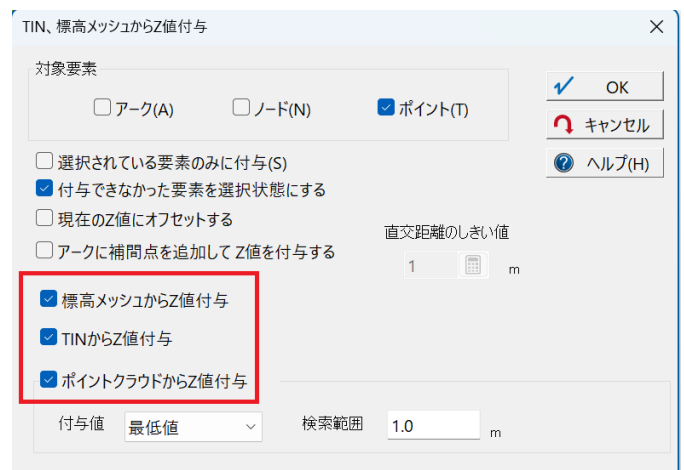 TIN、標高メッシュからZ値付与
対象要素
アーク(A) ノード(N) ポイント(T)
OK
キャンセル
ヘルプ(H)
選択されている要素のみに付与(S)
付与できなかった要素を選択状態にする
現在のZ値にオフセットする
アークに補間点を追加して Z値を付与する
直交距離のしきい値
1 m
標高メッシュからZ値付与
TINからZ値付与
ポイントクラウドからZ値付与
付与値 最低値 検索範囲 1.0 m